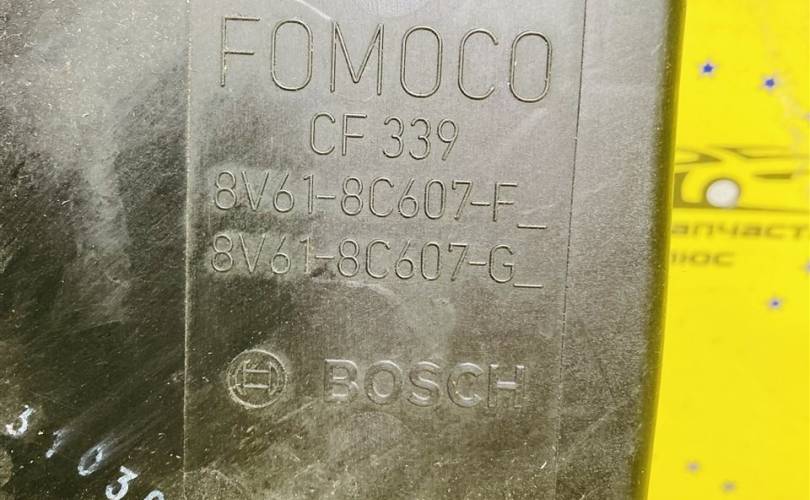 FOMOCO
CF 339
8V61-8C607-F_
8V61-8C607-G_
BOSCH